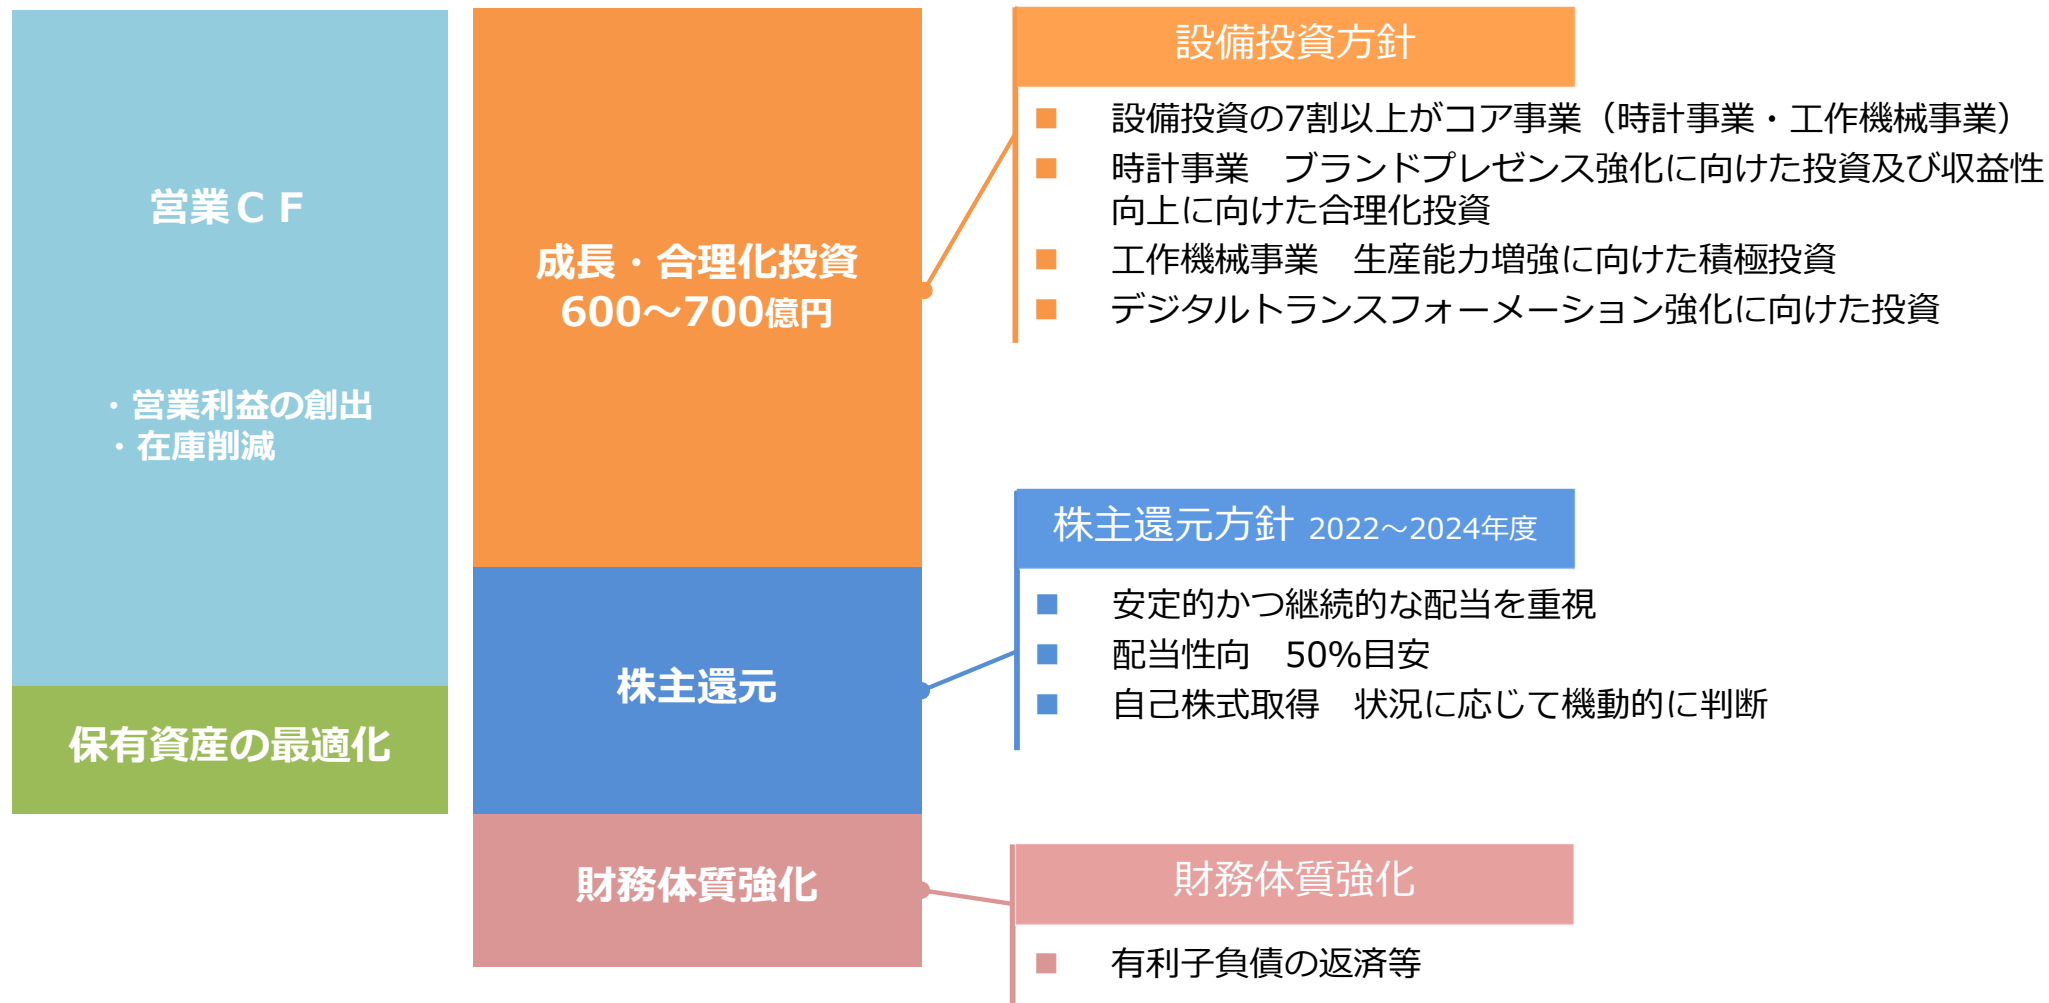 営業ＣＦ
・営業利益の創出
・在庫削減
保有資産の最適化
成長・合理化投資
600～700億円
株主還元
財務体質強化
設備投資方針
■ 設備投資の7割以上がコア事業（時計事業・工作機械事業）
■ 時計事業　ブランドプレゼンス強化に向けた投資及び収益性
向上に向けた合理化投資
■ 工作機械事業　生産能力増強に向けた積極投資
■ デジタルトランスフォーメーション強化に向けた投資
株主還元方針 2022～2024年度
■ 安定的かつ継続的な配当を重視
■ 配当性向　50%目安
■ 自己株式取得　状況に応じて機動的に判断
財務体質強化
■ 有利子負債の返済等